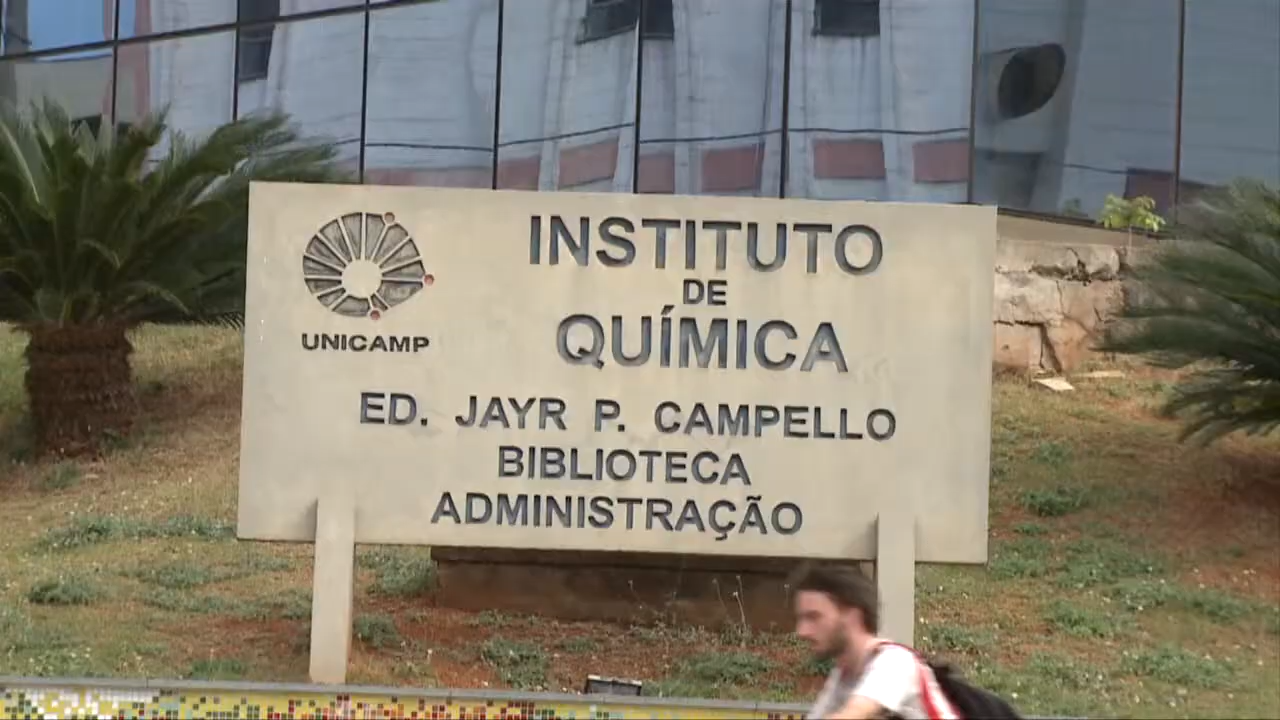 UNICAMP
INSTITUTO
DE
QUÍMICA
ED. JAYR P. CAMPELLO
BIBLIOTECA
ADMINISTRAÇÃO